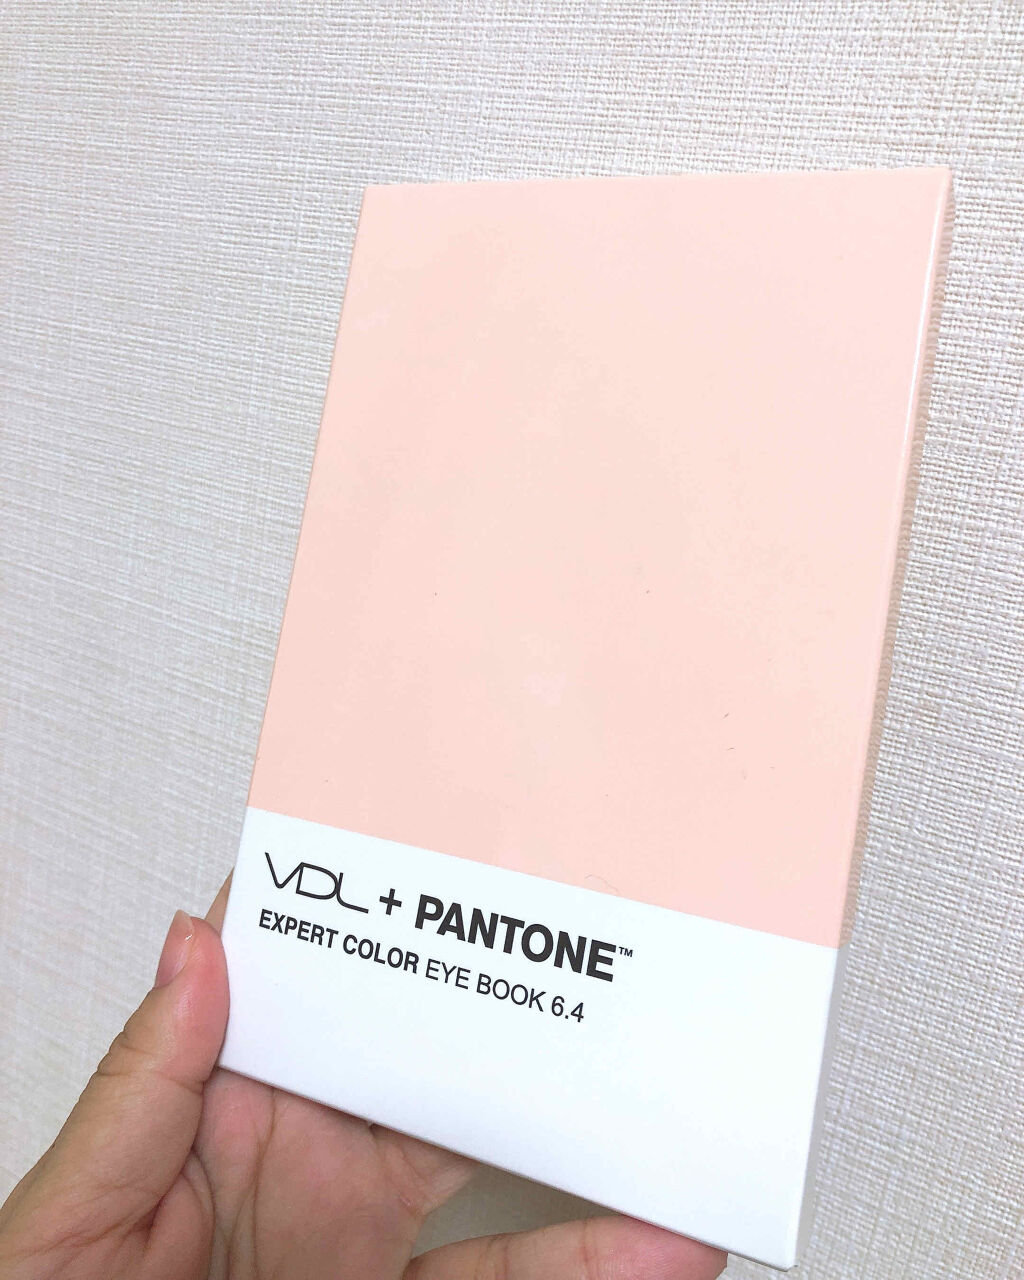 VDL + PANTONE™
EXPERT COLOR EYE BOOK 6.4